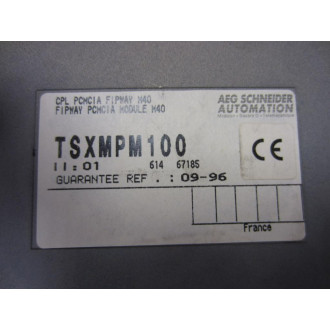 CPL PCMCIA FIPWAY M40
FIPWAY PCMCIA MODULE M40
AEG SCHNEIDER
AUTOMATION
TSXMPM100
II:01 614 67185
GUARANTEE REF .: 09-96
CE
France